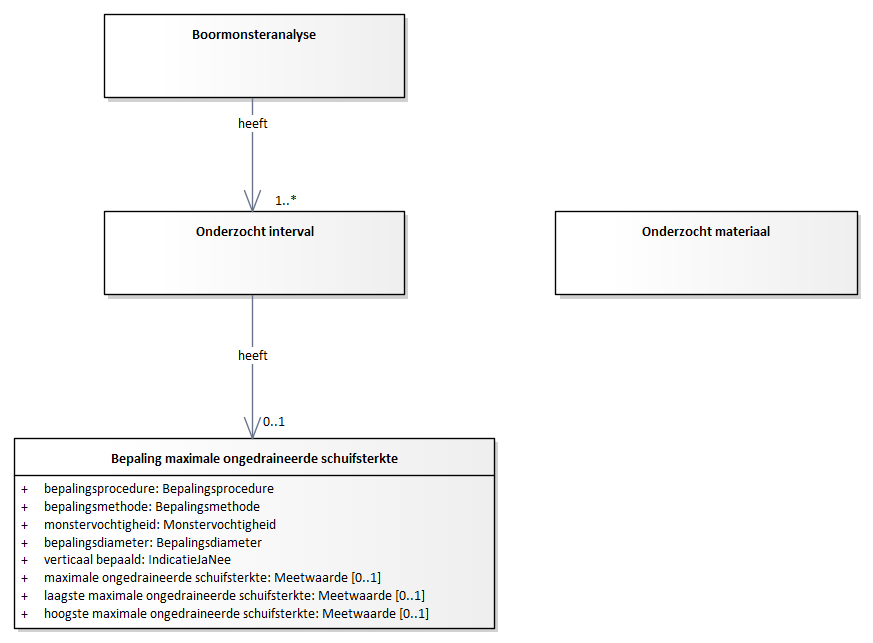 Boormonsteranalyse
heeft
1..*
Onderzocht interval
Onderzocht materiaal
heeft
0..1
Bepaling maximale ongedraineerde schuifsterkte
+ bepalingsprocedure: Bepalingsprocedure
+ bepalingsmethode: Bepalingsmethode
+ monstervochtigheid: Monstervochtigheid
+ bepalingsdiameter: Bepalingsdiameter
+ verticaal bepaald: IndicatieJaNee
+ maximale ongedraineerde schuifsterkte: Meetwaarde [0..1]
+ laagste maximale ongedraineerde schuifsterkte: Meetwaarde [0..1]
+ hoogste maximale ongedraineerde schuifsterkte: Meetwaarde [0..1]